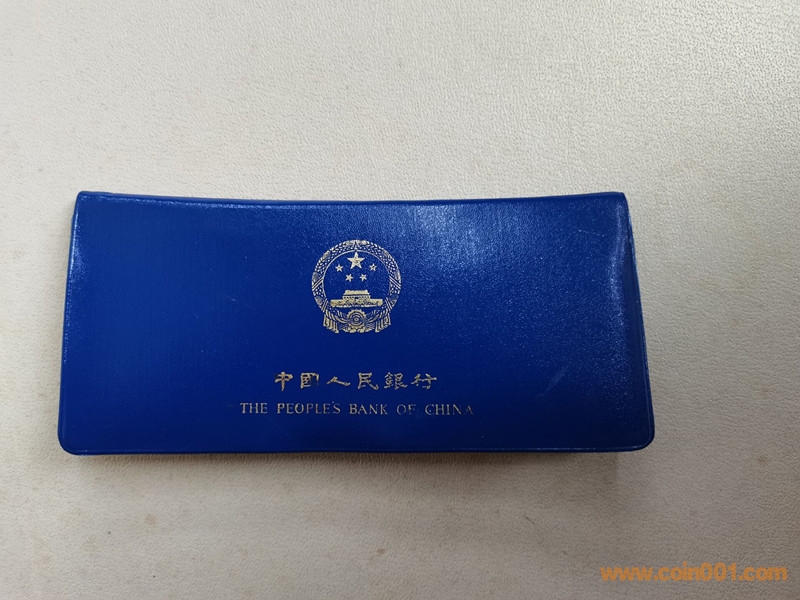 中國人民銀行
THE PEOPLE'S BANK OF CHINA
www.coin001.com